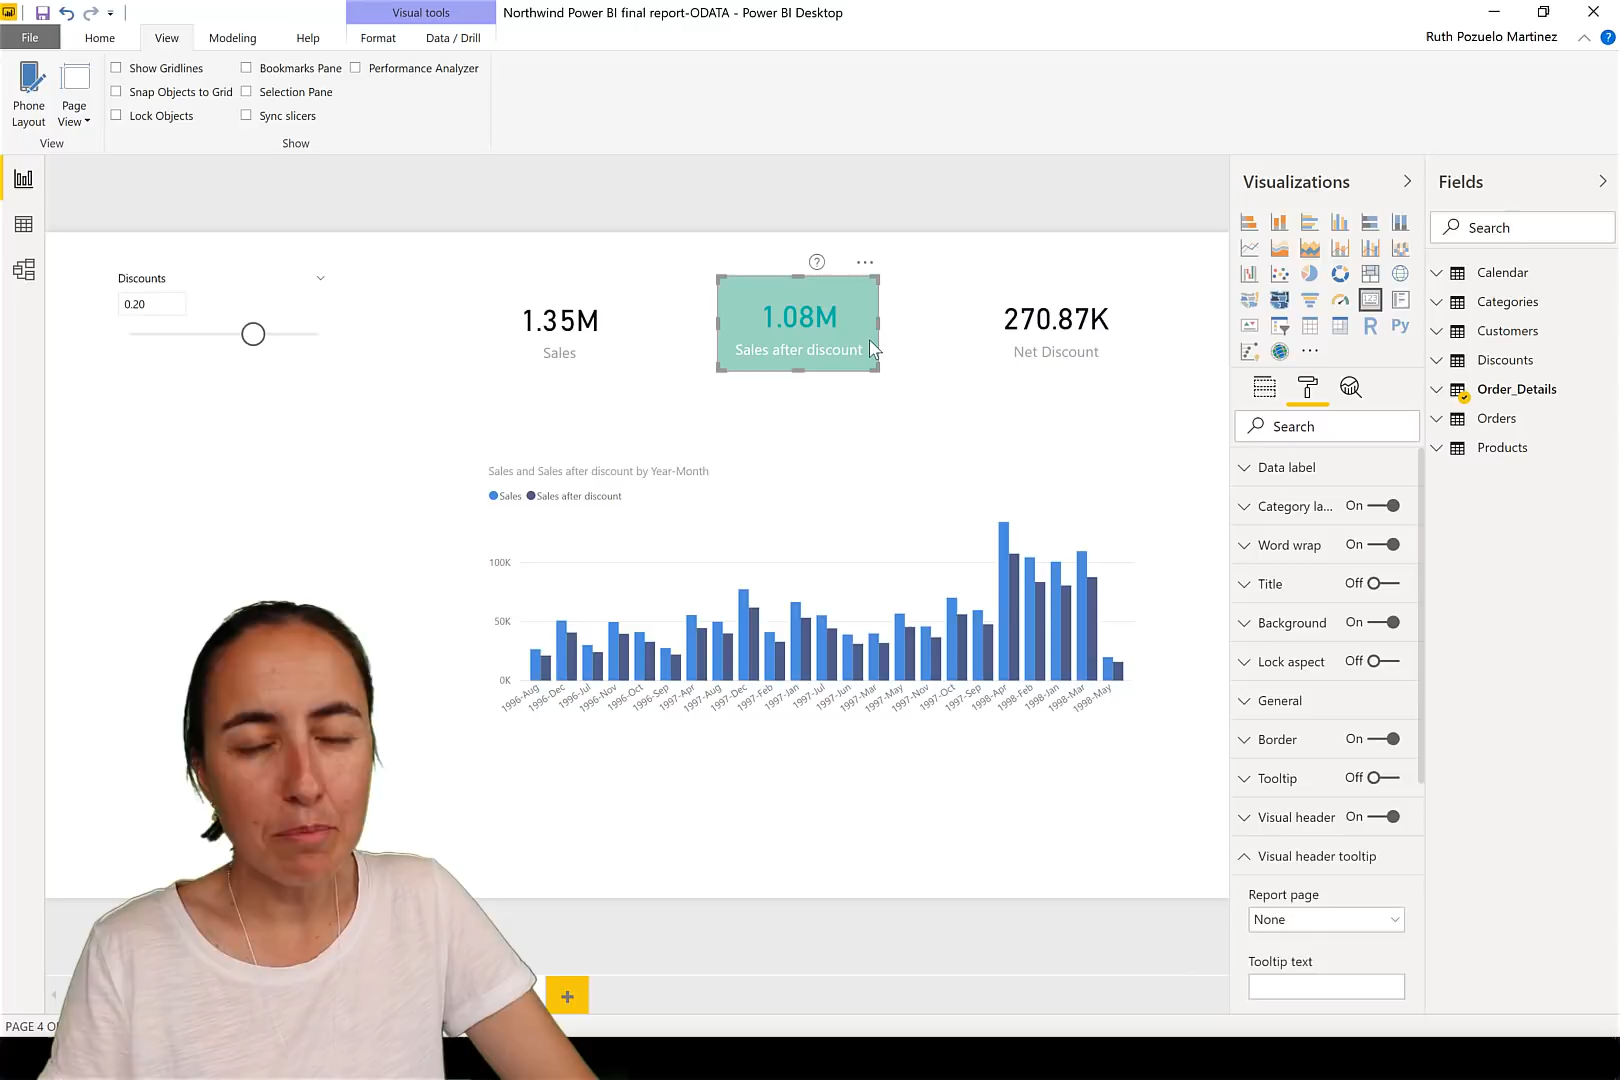 Visual tools
Northwind Power BI final report-ODATA - Power BI Desktop
File
Home
View
Modeling
Help
Format
Data / Drill
Ruth Pozuelo Martinez
?
Phone Layout
Page View
Show Gridlines
Snap Objects to Grid
Lock Objects
Bookmarks Pane
Selection Pane
Sync slicers
Performance Analyzer
View
Show
Discounts
0.20
1.35M
Sales
?
1.08M
Sales after discount
270.87K
Net Discount
Sales and Sales after discount by Year-Month
Sales
Sales after discount
100K
50K
0K
1996-Aug
1996-Dec
1996-Jul
1996-Nov
1996-Oct
1996-Sep
1997-Apr
1997-Aug
1997-Dec
1997-Feb
1997-Jan
1997-Jul
1997-Jun
1997-Mar
1997-May
1997-Nov
1997-Oct
1997-Sep
1998-Apr
1998-Feb
1998-Jan
1998-Mar
1998-May
+
PAGE 4 O
Visualizations
123
R
Py
Search
Data label
Category la... On
Word wrap On
Title Off
Background On
Lock aspect Off
General
Border On
Tooltip Off
Visual header On
Visual header tooltip
Report page
None
Tooltip text
Fields
Search
Calendar
Categories
Customers
Discounts
Order_Details
Orders
Products